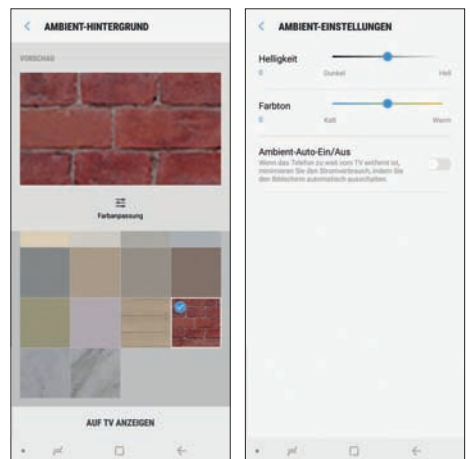 AMBIENT-HINTERGRUND
VORSCHAU
Farbanpassung
AUF TV ANZEIGEN
AMBIENT-EINSTELLUNGEN
Helligkeit
0 Dunkel Hell
Farbton
0 Kalt Warm
Ambient-Auto-Ein/Aus
Wenn das Telefon zu weit vom TV entfernt ist,
minimieren Sie den Stromverbrauch, indem Sie
den Bildschirm automatisch ausschalten.